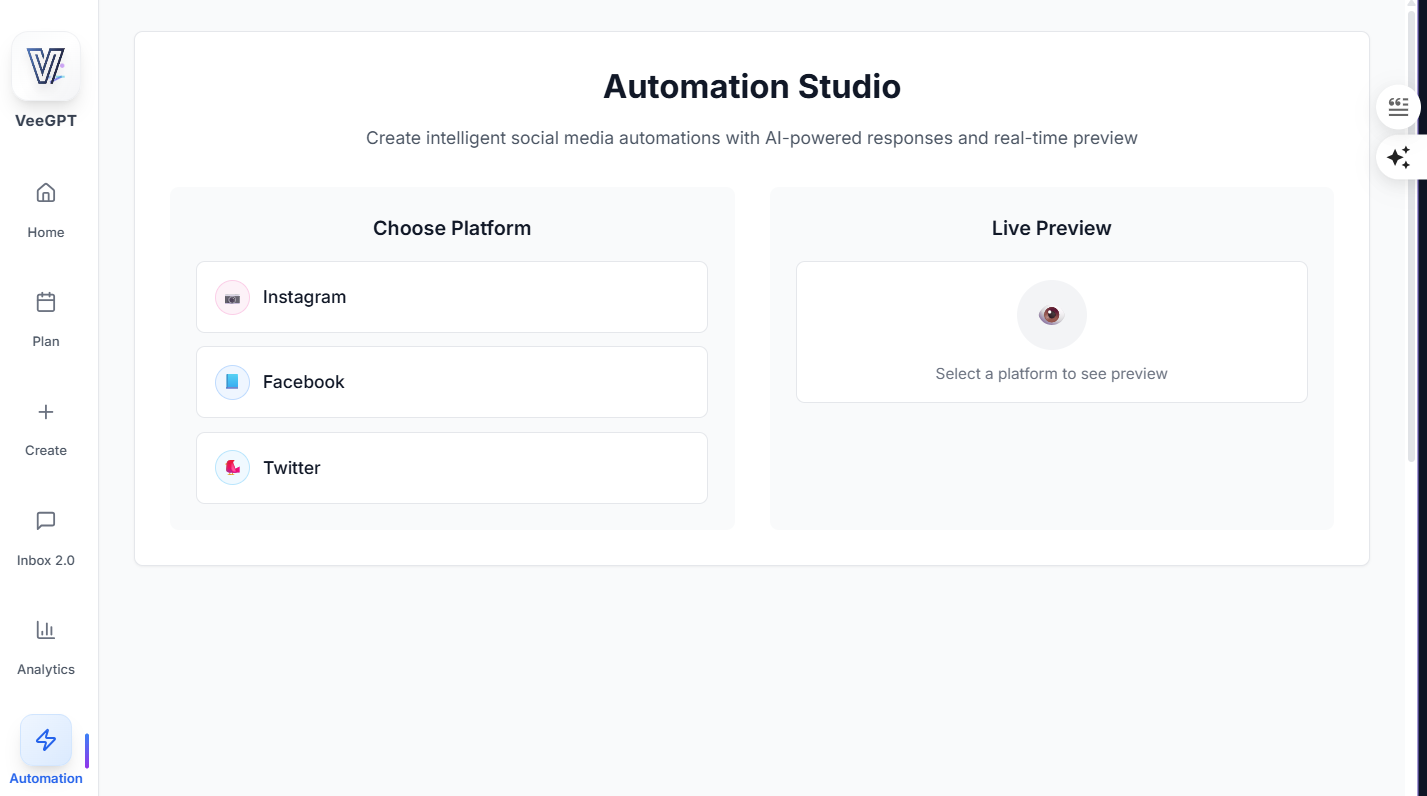 VeeGPT
Home
Plan
Create
Inbox 2.0
Analytics
Automation
Automation Studio
Create intelligent social media automations with AI-powered responses and real-time preview
Choose Platform
Instagram
Facebook
Twitter
Live Preview
Select a platform to see preview